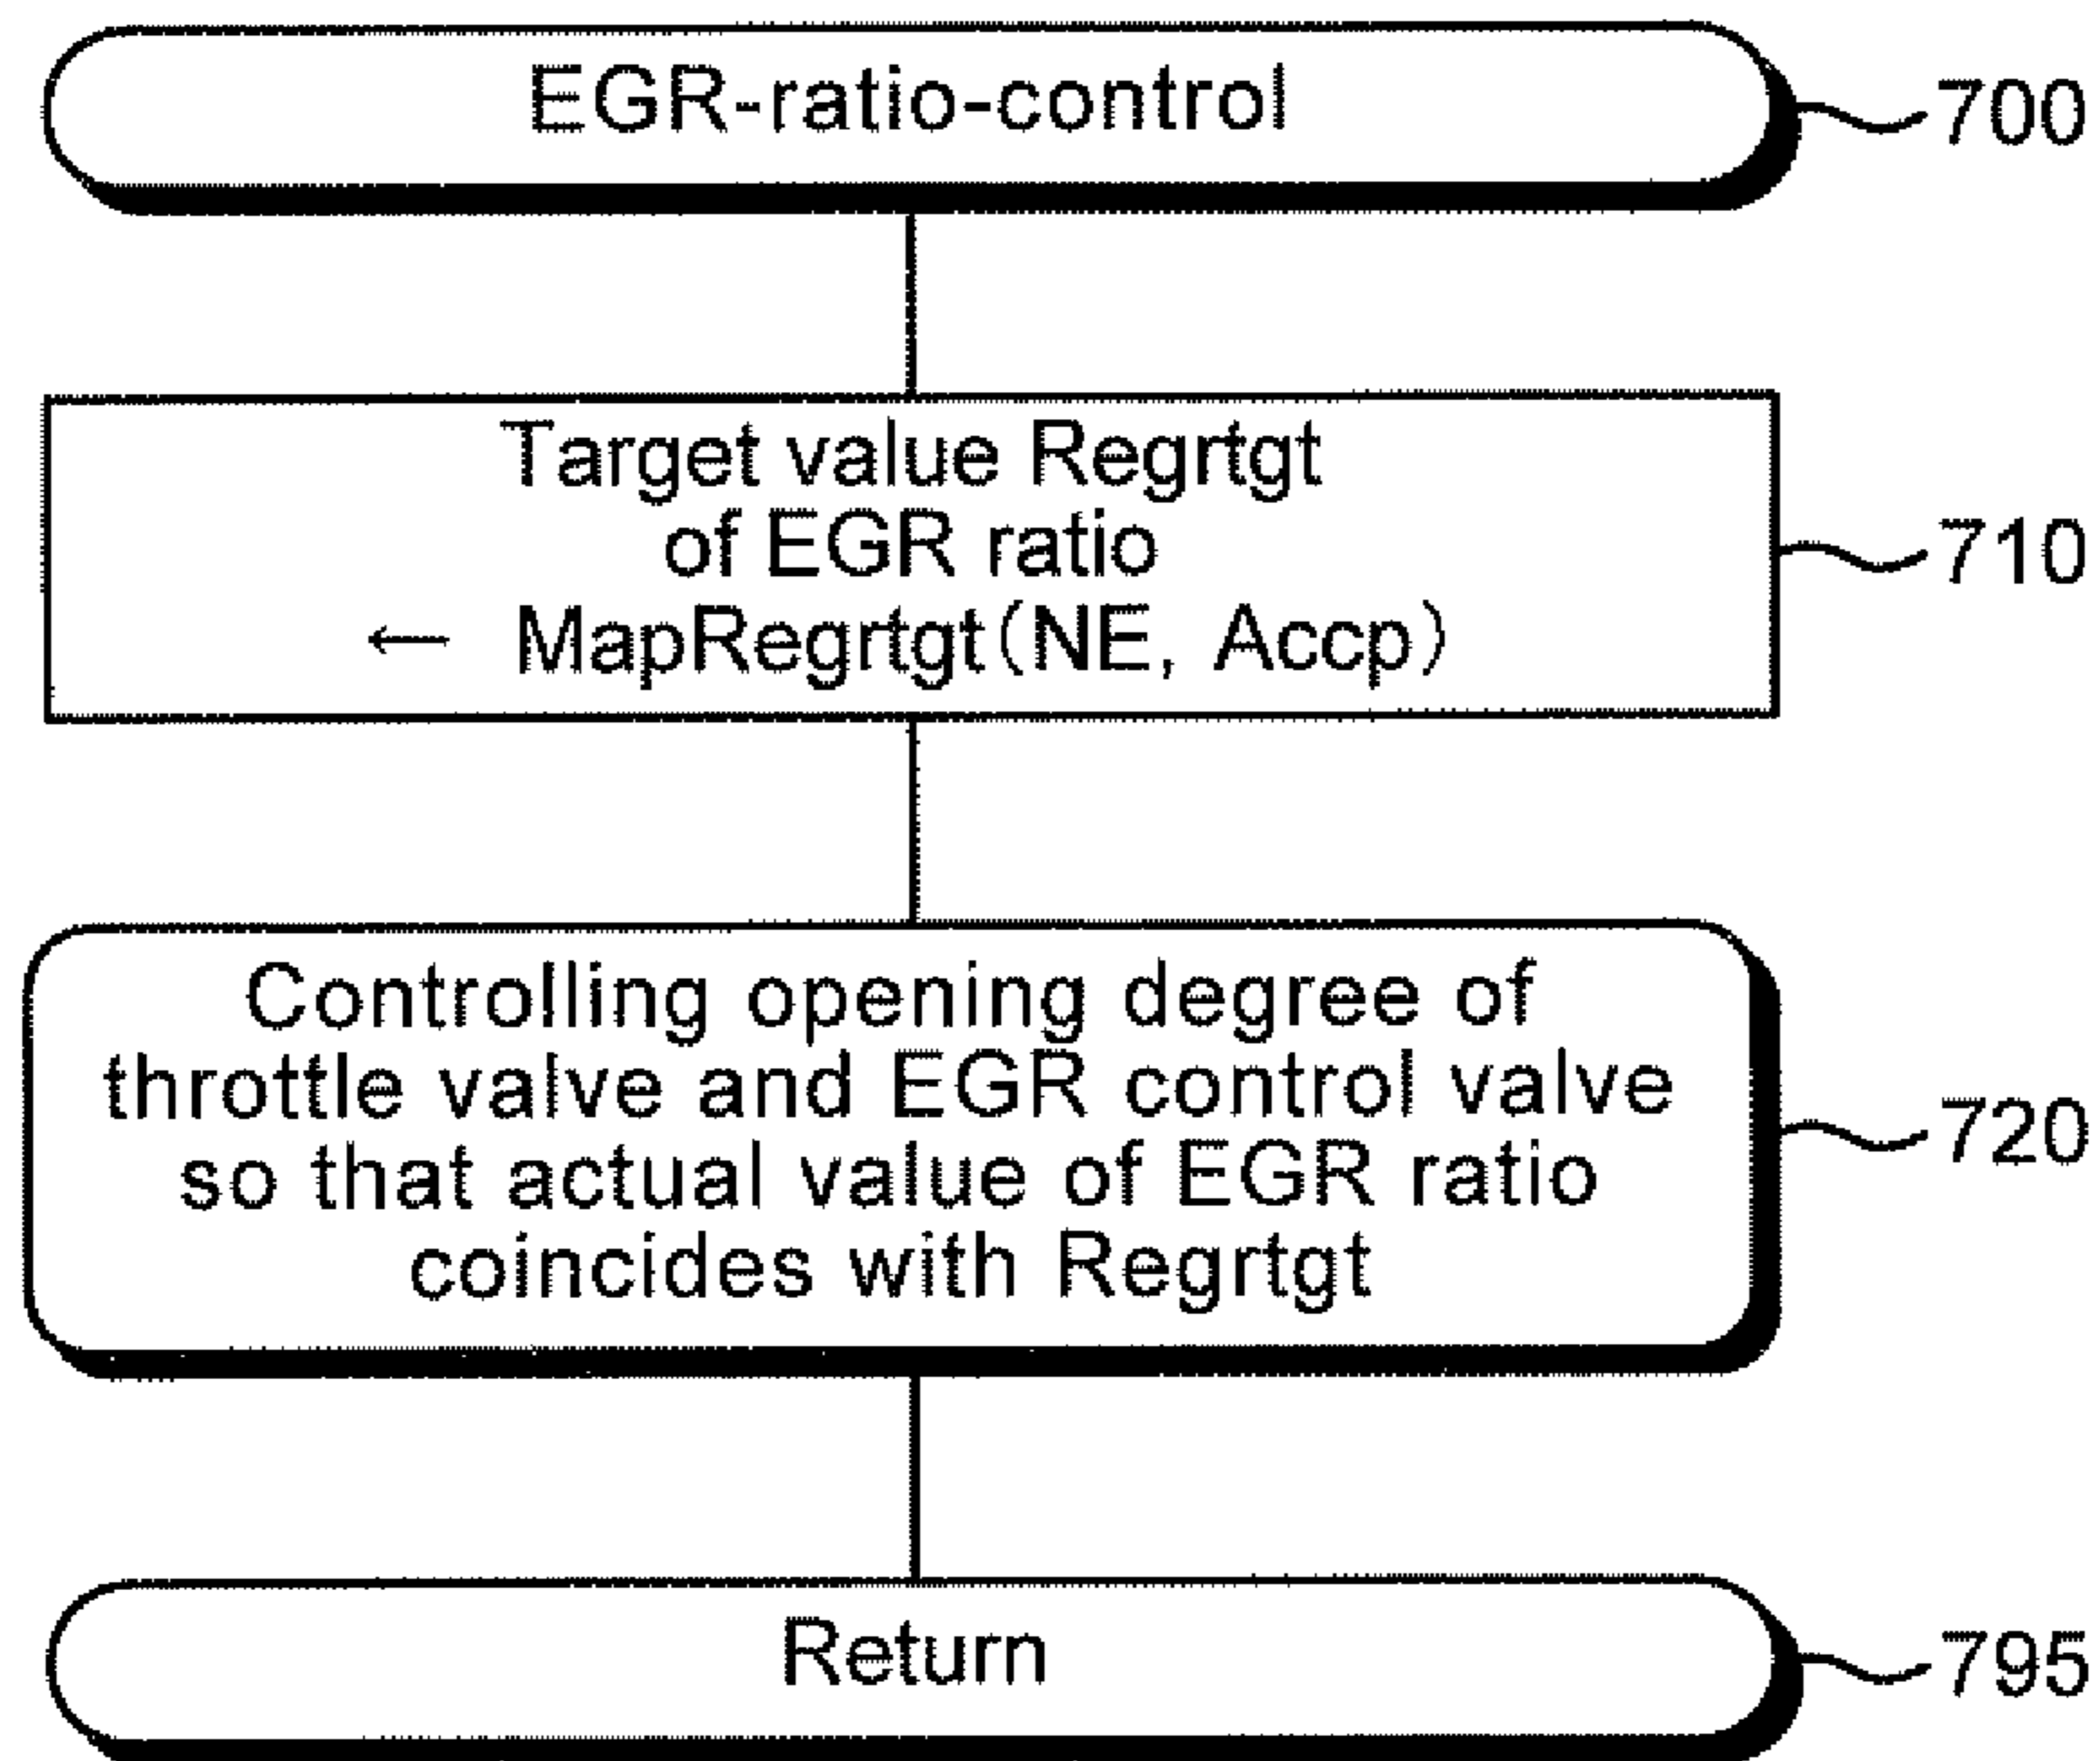 EGR-ratio-control
700
Target value Regrtgt
of EGR ratio
← MapRegrtgt(NE, Accp)
710
Controlling opening degree of
throttle valve and EGR control valve
so that actual value of EGR ratio
coincides with Regrtgt
720
Return
795